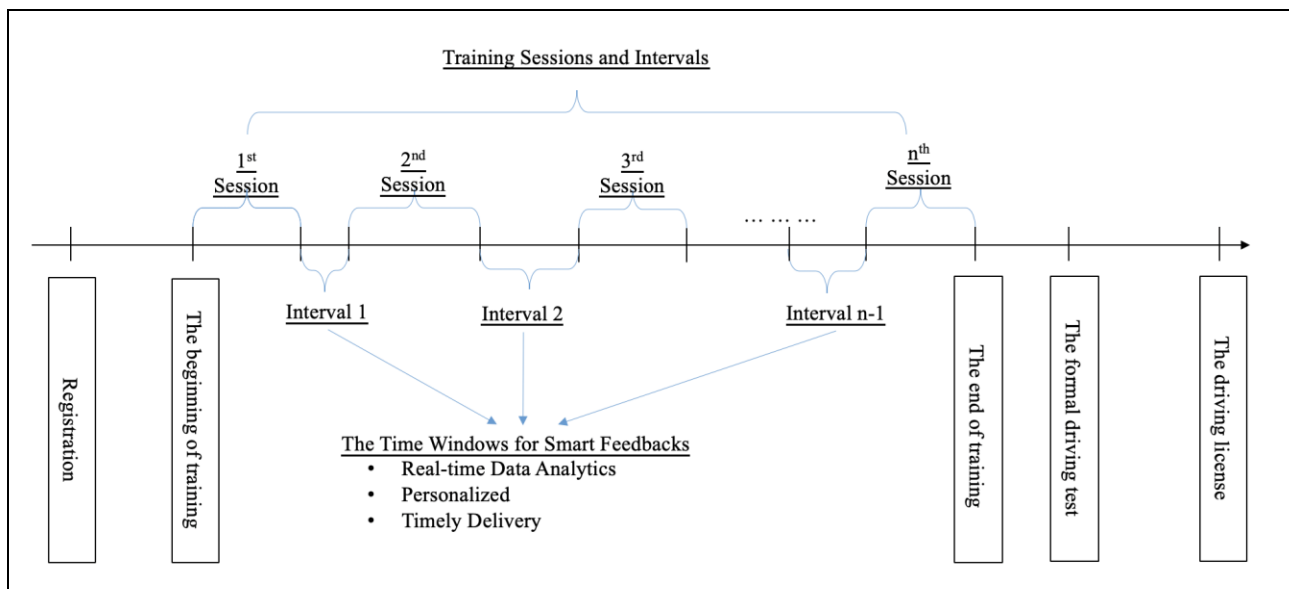 Training Sessions and Intervals
1st
Session
2nd
Session
3rd
Session
… … …
nth
Session
Interval 1
Interval 2
Interval n-1
Registration
The beginning of training
The end of training
The formal driving test
The driving license
The Time Windows for Smart Feedbacks
• Real-time Data Analytics
• Personalized
• Timely Delivery